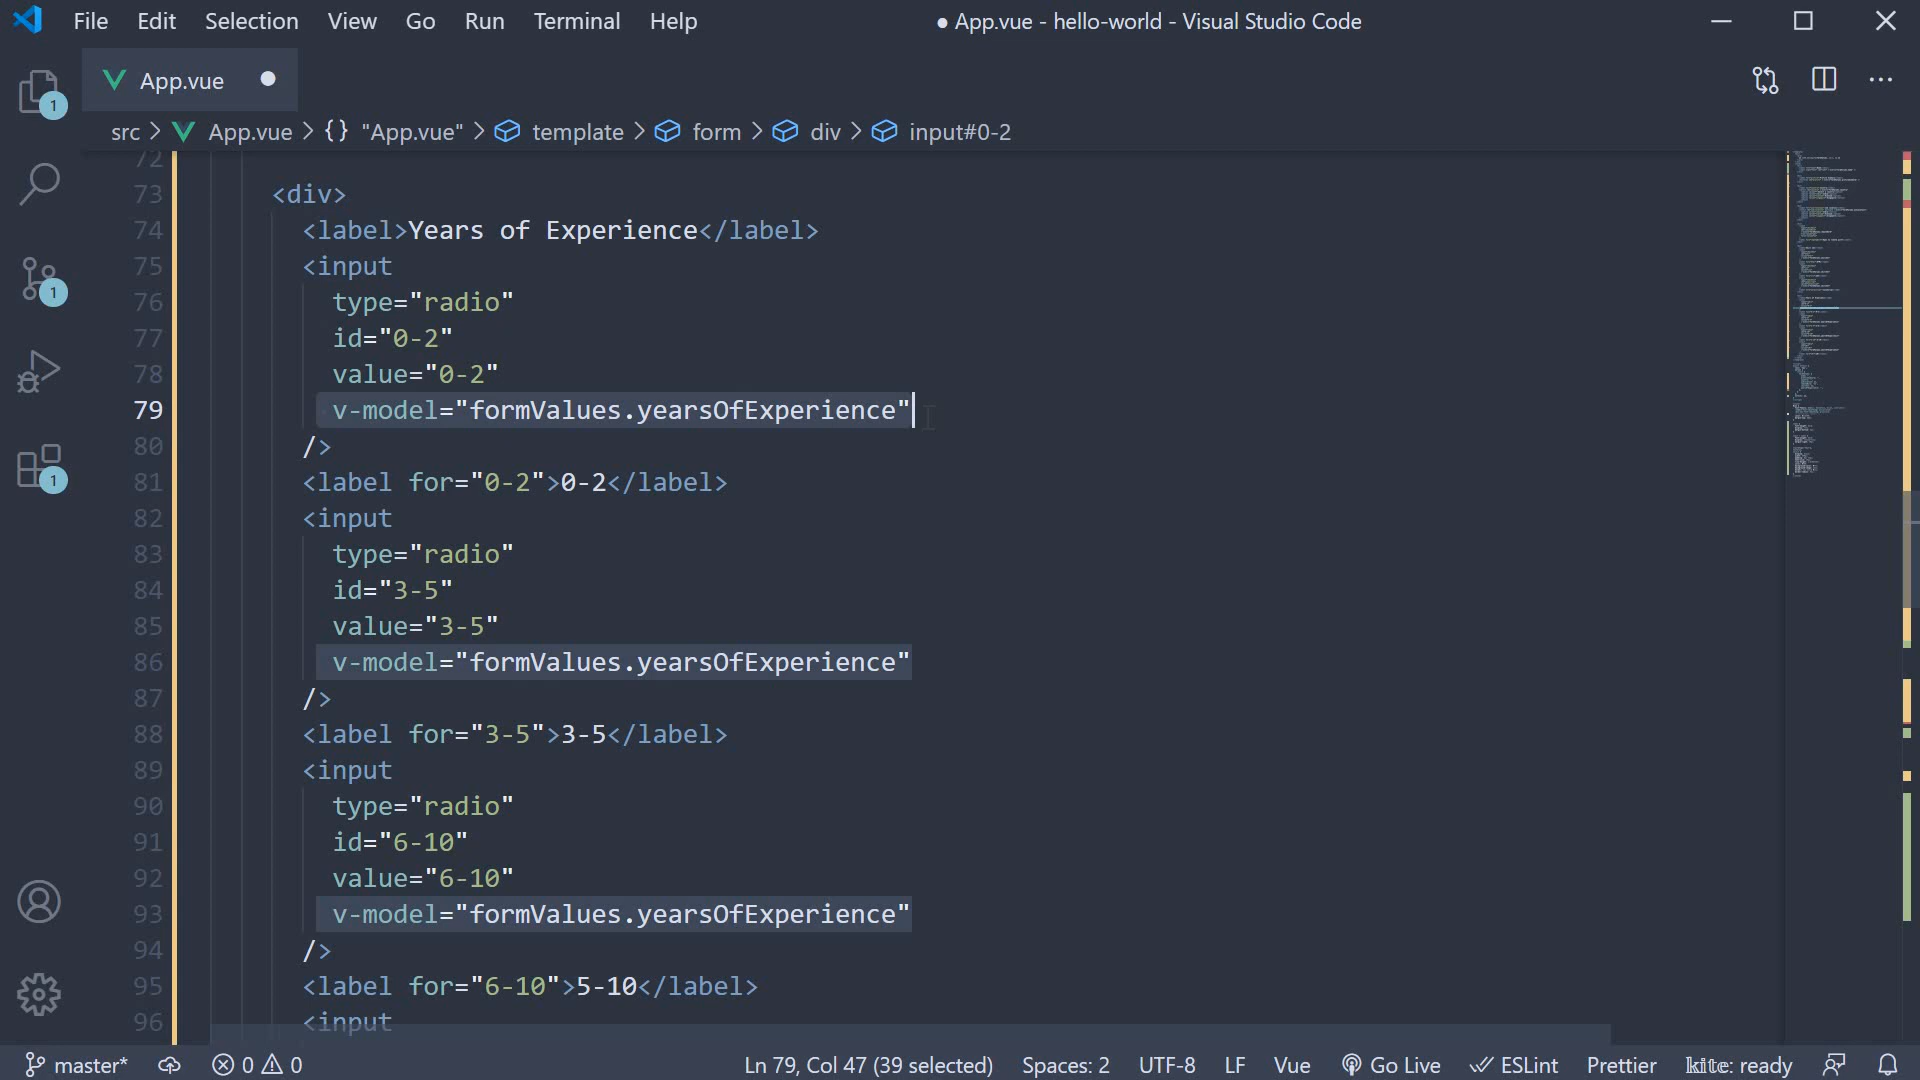 File Edit Selection View Go Run Terminal Help ● App.vue - hello-world - Visual Studio Code
App.vue
src > App.vue > {} "App.vue" > template > form > div > input#0-2
72
73 <div>
74 <label>Years of Experience</label>
75 <input
76 type="radio"
77 id="0-2"
78 value="0-2"
79 v-model="formValues.yearsOfExperience"
80 />
81 <label for="0-2">0-2</label>
82 <input
83 type="radio"
84 id="3-5"
85 value="3-5"
86 v-model="formValues.yearsOfExperience"
87 />
88 <label for="3-5">3-5</label>
89 <input
90 type="radio"
91 id="6-10"
92 value="6-10"
93 v-model="formValues.yearsOfExperience"
94 />
95 <label for="6-10">5-10</label>
96 <input
1
1
1
master* 0 0 Ln 79, Col 47 (39 selected) Spaces: 2 UTF-8 LF Vue Go Live ESLint Prettier kite: ready